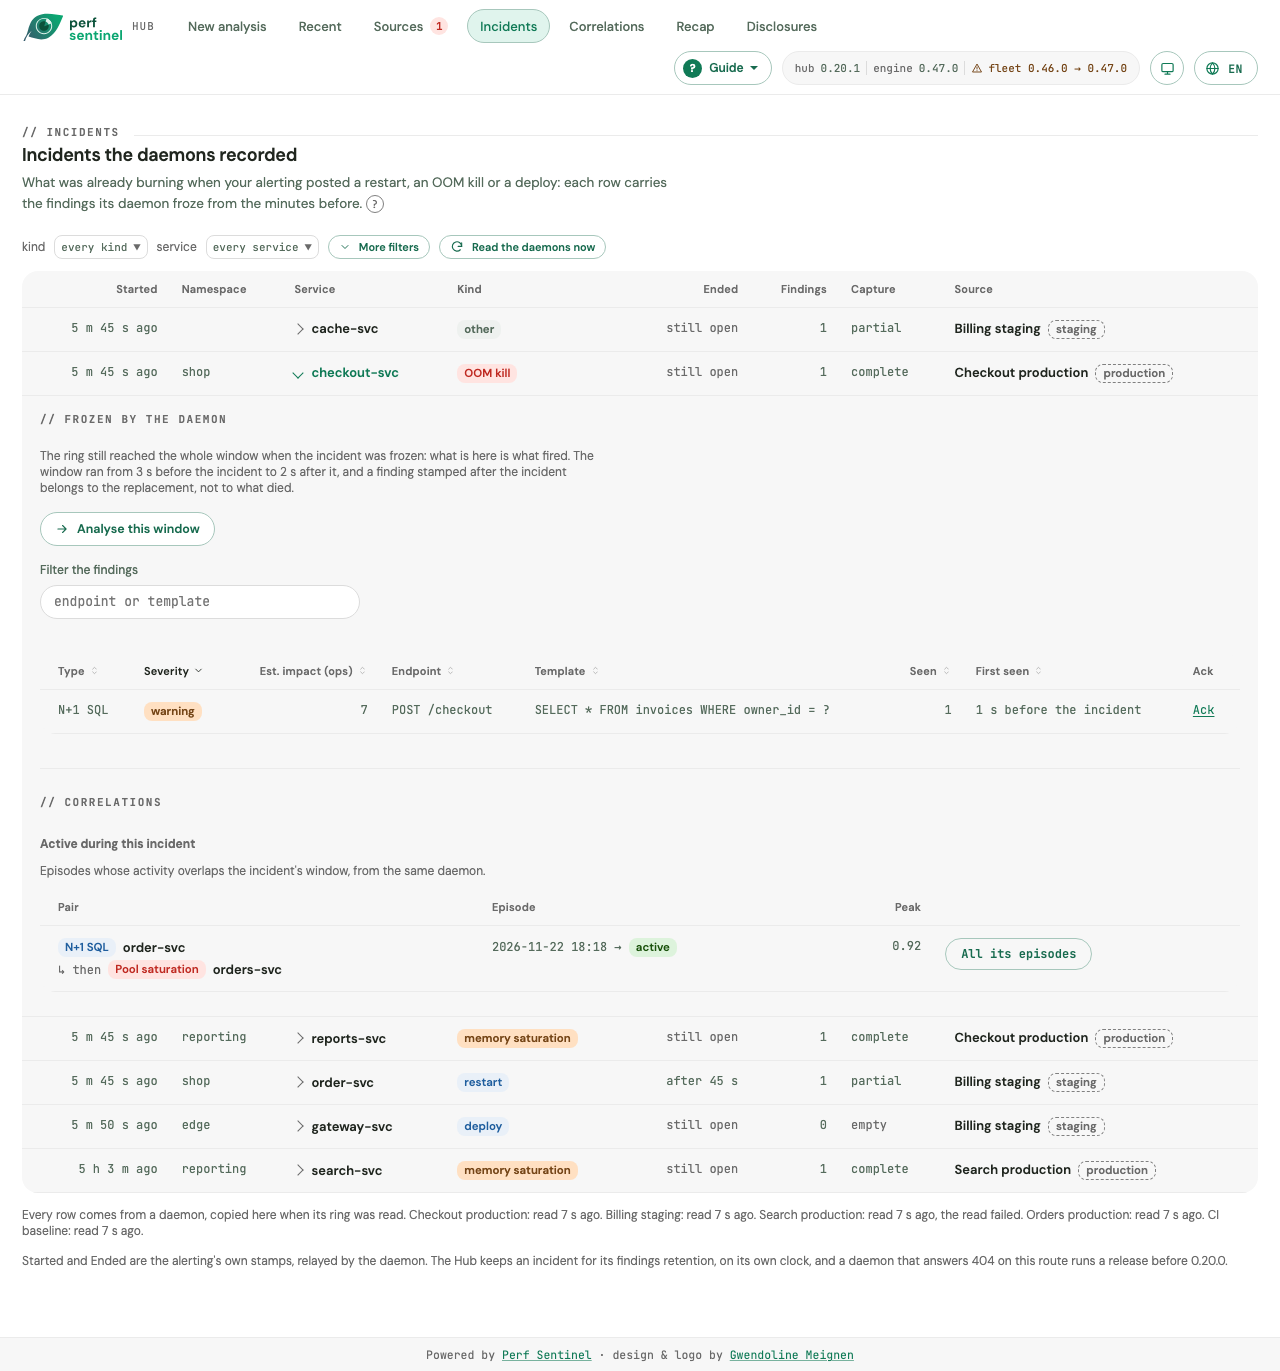 perf sentinel HUB New analysis Recent Sources 1 Incidents Correlations Recap Disclosures
? Guide hub 0.20.1 engine 0.47.0 ⚠ fleet 0.46.0 → 0.47.0 EN
// INCIDENTS
Incidents the daemons recorded
What was already burning when your alerting posted a restart, an OOM kill or a deploy: each row carries
the findings its daemon froze from the minutes before. ?
kind every kind ▼ service every service ▼ More filters Read the daemons now
Started Namespace Service Kind Ended Findings Capture Source
5 m 45 s ago cache-svc other still open 1 partial Billing staging staging
5 m 45 s ago shop checkout-svc OOM kill still open 1 complete Checkout production production
// FROZEN BY THE DAEMON
The ring still reached the whole window when the incident was frozen: what is here is what fired. The
window ran from 3 s before the incident to 2 s after it, and a finding stamped after the incident
belongs to the replacement, not to what died.
→ Analyse this window
Filter the findings
endpoint or template
Type Severity Est. impact (ops) Endpoint Template Seen First seen Ack
N+1 SQL warning 7 POST /checkout SELECT * FROM invoices WHERE owner_id = ? 1 1 s before the incident Ack
// CORRELATIONS
Active during this incident
Episodes whose activity overlaps the incident's window, from the same daemon.
Pair Episode Peak
N+1 SQL order-svc 2026-11-22 18:18 → active 0.92 All its episodes
↳ then Pool saturation orders-svc
5 m 45 s ago reporting reports-svc memory saturation still open 1 complete Checkout production production
5 m 45 s ago shop order-svc restart after 45 s 1 partial Billing staging staging
5 m 50 s ago edge gateway-svc deploy still open 0 empty Billing staging staging
5 h 3 m ago reporting search-svc memory saturation still open 1 complete Search production production
Every row comes from a daemon, copied here when its ring was read. Checkout production: read 7 s ago. Billing staging: read 7 s ago. Search production: read 7 s ago, the read failed. Orders production: read 7 s ago. CI
baseline: read 7 s ago.
Started and Ended are the alerting's own stamps, relayed by the daemon. The Hub keeps an incident for its findings retention, on its own clock, and a daemon that answers 404 on this route runs a release before 0.20.0.
Powered by Perf Sentinel · design & logo by Gwendoline Meignen